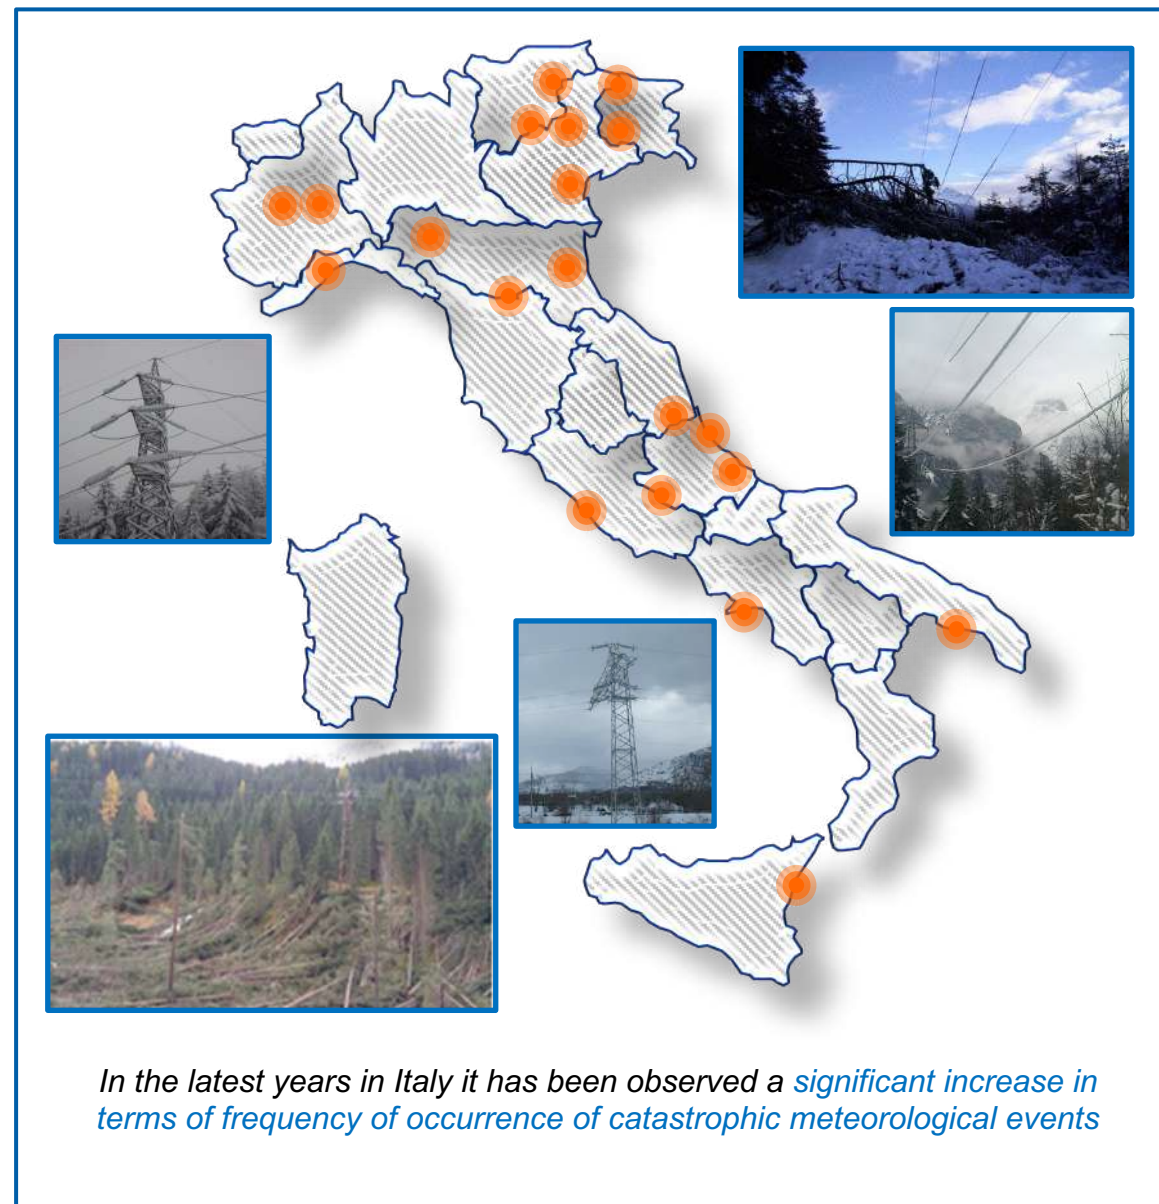 In the latest years in Italy it has been observed a significant increase in
terms of frequency of occurrence of catastrophic meteorological events